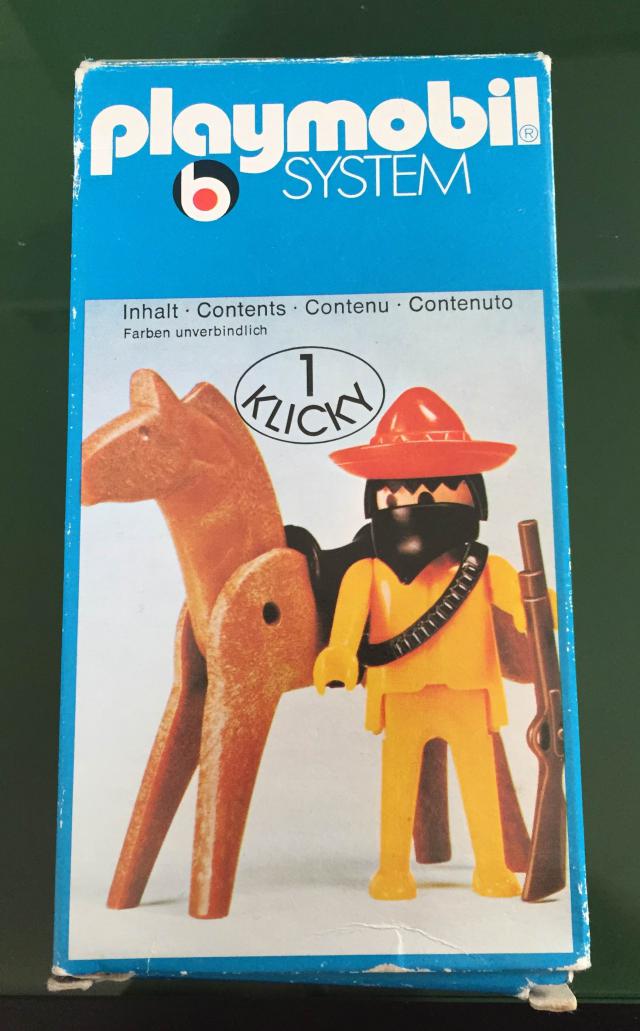 playmobil®
b SYSTEM
Inhalt · Contents · Contenu · Contenuto
Farben unverbindlich
1
KLICKY